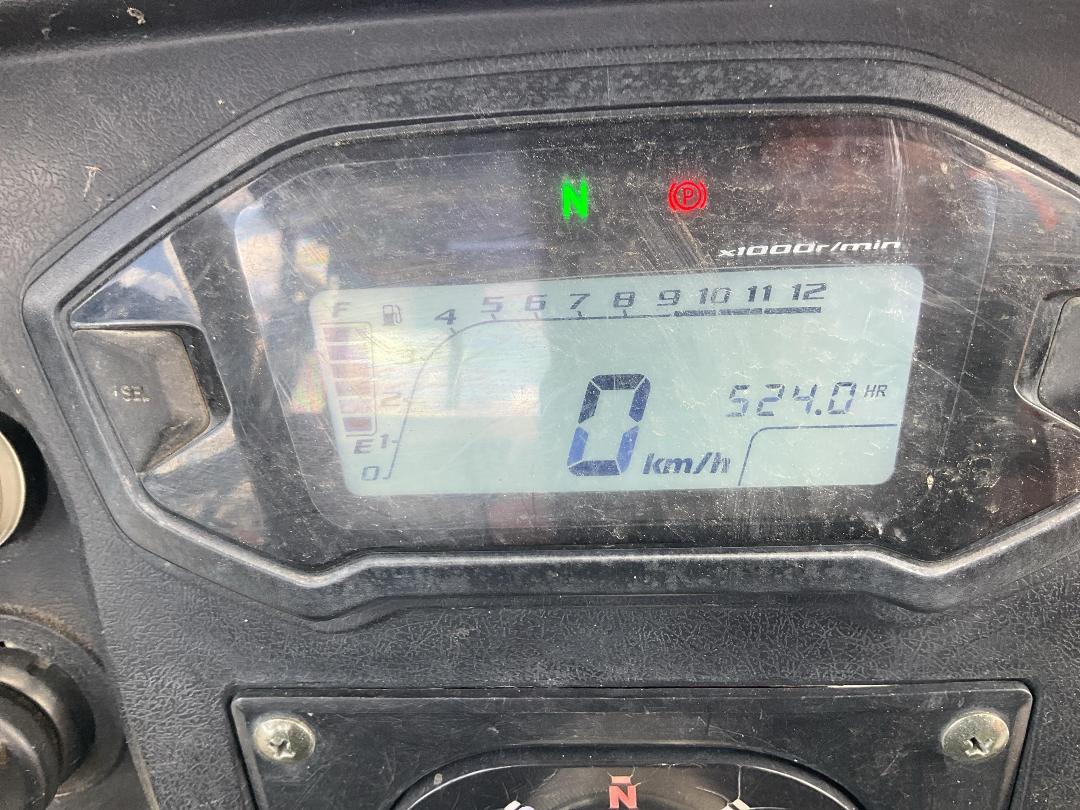 N P
x1000r/min
F 4 5 6 7 8 9 10 11 12
3
SEL 2 524.0 HR
E 1
0 0 km/h
N